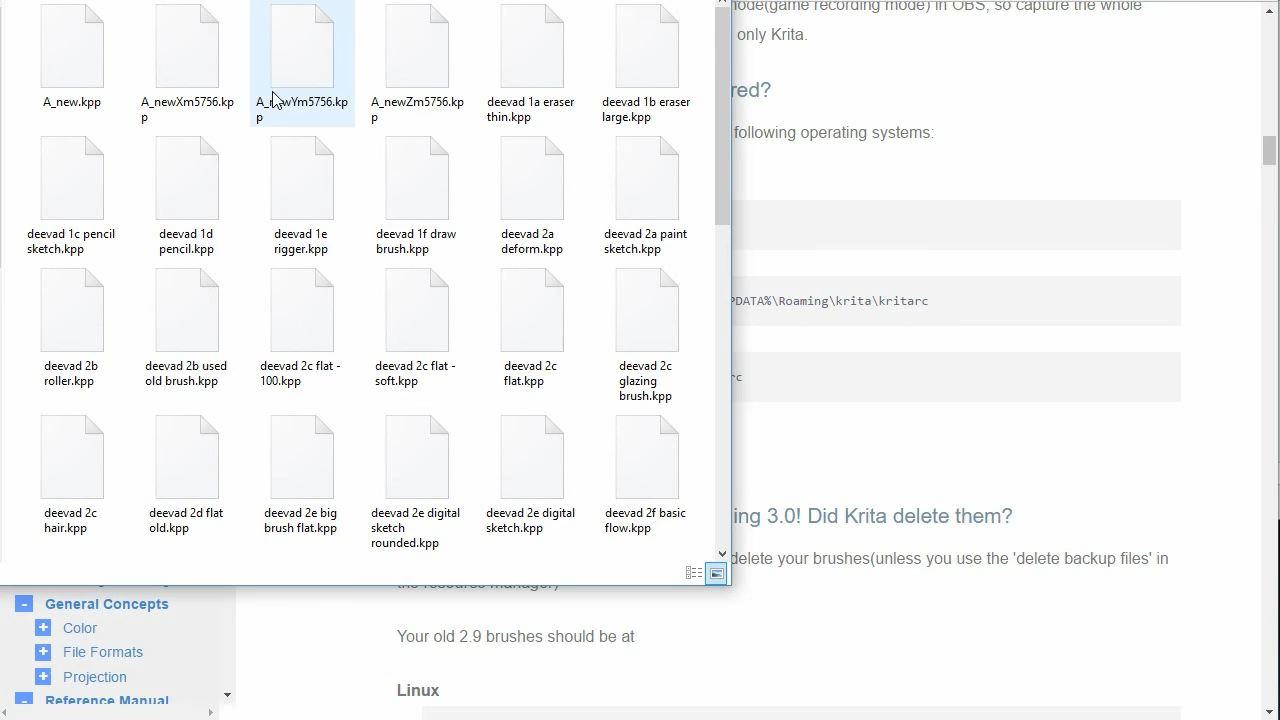 node(game recording mode) in OBS, so capture the whole
only Krita.
A_new.kpp
A_newXm5756.kp
p
A_newYm5756.kp
p
A_newZm5756.kp
p
deevad 1a eraser
thin.kpp
deevad 1b eraser
large.kpp
red?
following operating systems:
deevad 1c pencil
sketch.kpp
deevad 1d
pencil.kpp
deevad 1e
rigger.kpp
deevad 1f draw
brush.kpp
deevad 2a
deform.kpp
deevad 2a paint
sketch.kpp
PDATA%\Roaming\krita\kritarc
deevad 2b
roller.kpp
deevad 2b used
old brush.kpp
deevad 2c flat -
100.kpp
deevad 2c flat -
soft.kpp
deevad 2c
flat.kpp
deevad 2c
glazing
brush.kpp
rc
deevad 2c
hair.kpp
deevad 2d flat
old.kpp
deevad 2e big
brush flat.kpp
deevad 2e digital
sketch
rounded.kpp
deevad 2e digital
sketch.kpp
deevad 2f basic
flow.kpp
ing 3.0! Did Krita delete them?
delete your brushes(unless you use the 'delete backup files' in
the resource manager)
Your old 2.9 brushes should be at
Linux
General Concepts
Color
File Formats
Projection
Reference Manual